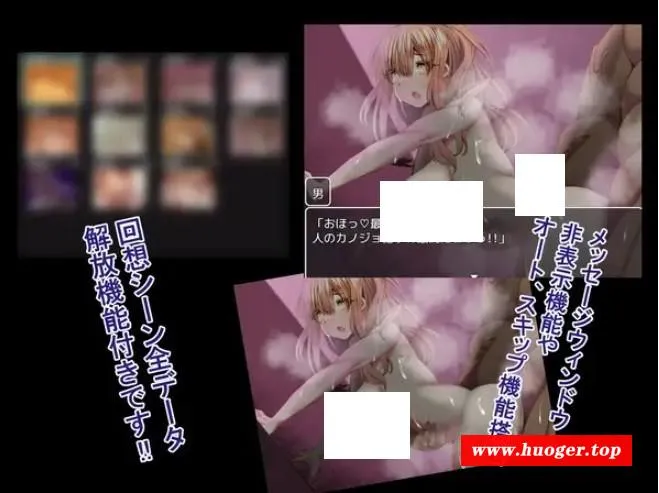 男
「おほっ♡最
人のカノジョ
!!」
メッセージウィンドウ
非表示機能や
オート、スキップ機能搭
回想シーン全データ
解放機能付きです!!
www.huoger.top